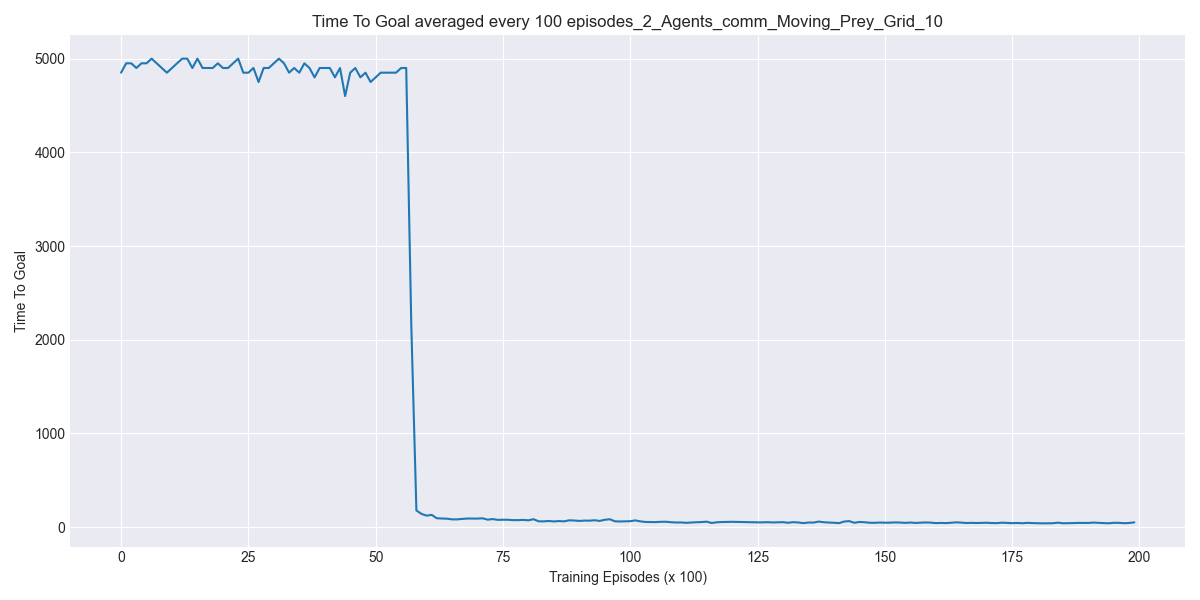 Time To Goal averaged every 100 episodes_2_Agents_comm_Moving_Prey_Grid_10
5000
4000
3000
2000
1000
0
Time To Goal
0 25 50 75 100 125 150 175 200
Training Episodes (x 100)